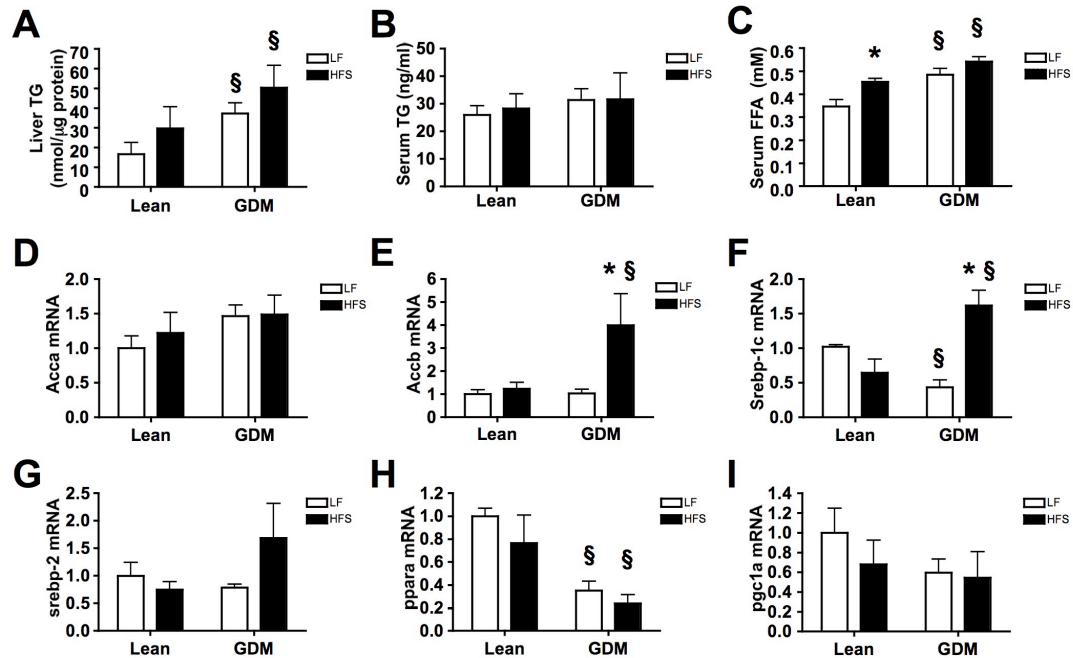 A
Liver TG
(nmol/µg protein)
70
60
50
40
30
20
10
0
§
§
LF
HFS
Lean
GDM
B
Serum TG (ng/ml)
50
40
30
20
10
0
LF
HFS
Lean
GDM
C
Serum FFA (mM)
0.6
0.5
0.4
0.3
0.2
0.1
0.0
*
§
§
LF
HFS
Lean
GDM
D
Acca mRNA
2.0
1.5
1.0
0.5
0.0
LF
HFS
Lean
GDM
E
Accb mRNA
6
5
4
3
2
1
0
* §
LF
HFS
Lean
GDM
F
Srebp-1c mRNA
2.0
1.5
1.0
0.5
0.0
§
* §
LF
HFS
Lean
GDM
G
srebp-2 mRNA
2.5
2.0
1.5
1.0
0.5
0.0
LF
HFS
Lean
GDM
H
ppara mRNA
1.2
1.0
0.8
0.6
0.4
0.2
0.0
§
§
LF
HFS
Lean
GDM
I
pgc1a mRNA
1.4
1.2
1.0
0.8
0.6
0.4
0.2
0.0
LF
HFS
Lean
GDM